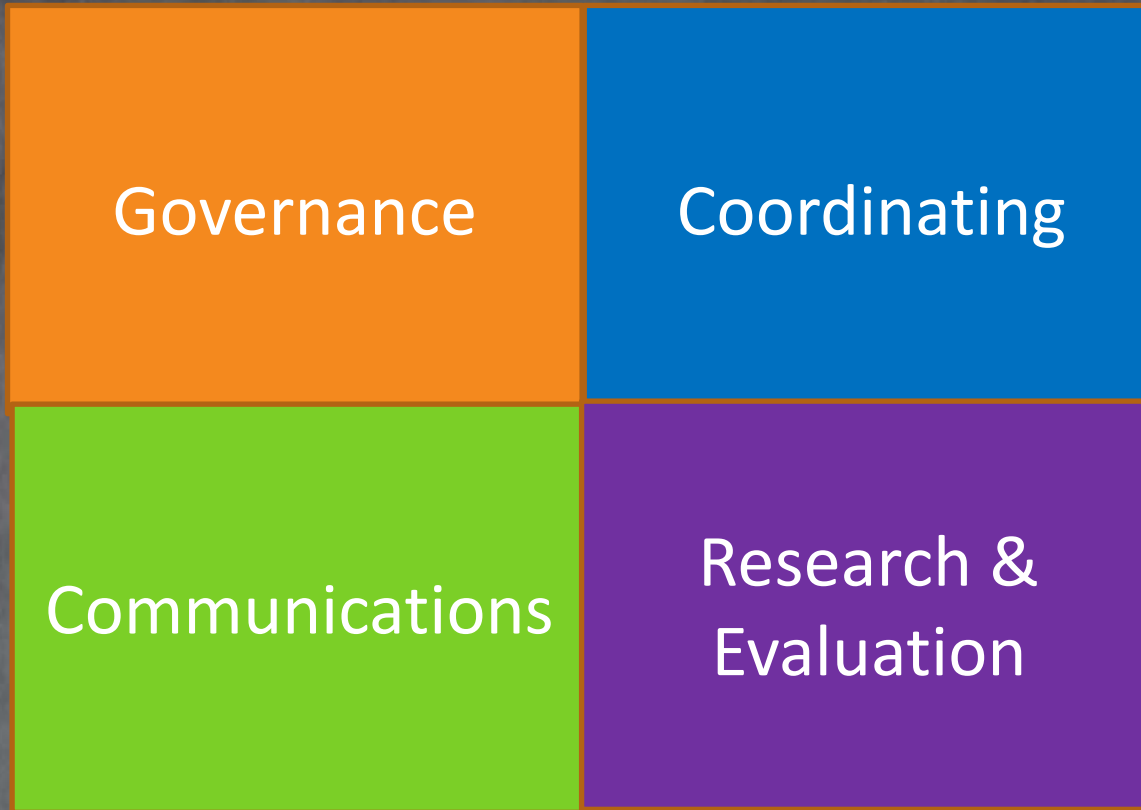 Governance
Coordinating
Communications
Research &
Evaluation